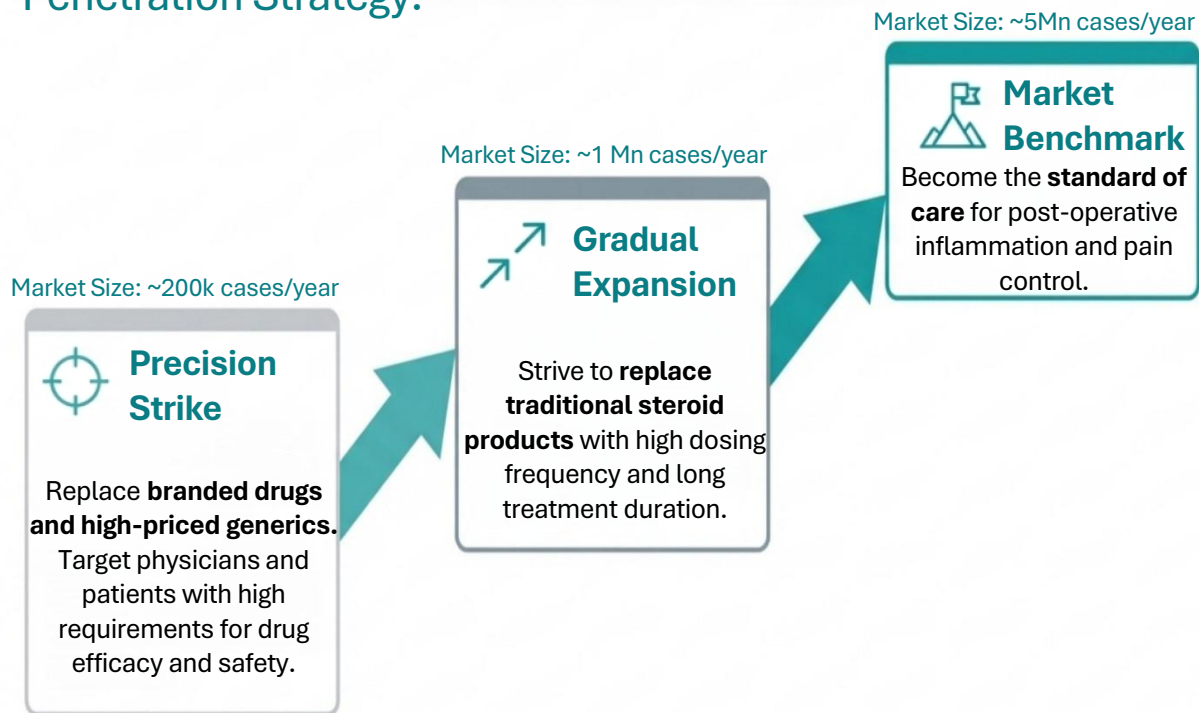 Penetration Strategy:
Market Size: ~200k cases/year
Precision
Strike
Replace branded drugs
and high-priced generics.
Target physicians and
patients with high
requirements for drug
efficacy and safety.
Market Size: ~1 Mn cases/year
Gradual
Expansion
Strive to replace
traditional steroid
products with high dosing
frequency and long
treatment duration.
Market Size: ~5Mn cases/year
Market
Benchmark
Become the standard of
care for post-operative
inflammation and pain
control.